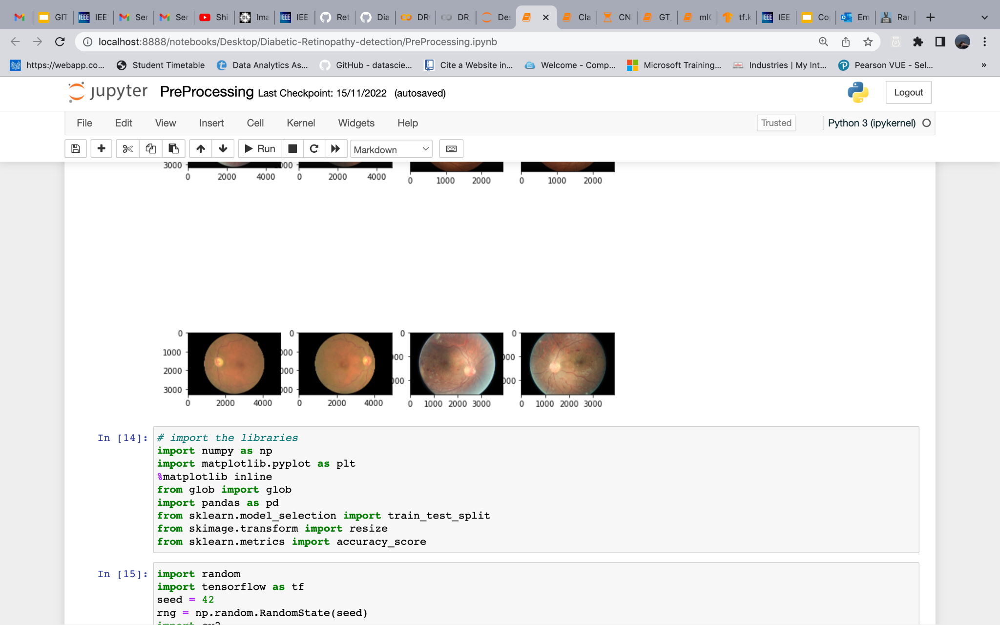 GIT IEEE IEE Ser Ser Shi Ima IEEE IEE Ret Dia DR DR_ De Cla CN GT_ tf.k IEEE IEE Co Em Ra
localhost:8888/notebooks/Desktop/Diabetic-Retinopathy-detection/PreProcessing.ipynb
https://webapp.co... Student Timetable Data Analytics As... GitHub - datascie... Cite a Website in... Welcome - Comp... Microsoft Training... Industries | My Int... Pearson VUE - Sel... »
jupyter PreProcessing Last Checkpoint: 15/11/2022 (autosaved) Logout
File Edit View Insert Cell Kernel Widgets Help Trusted Python 3 (ipykernel)
Run Markdown
3000 000
0 2000 4000 0 2000 4000 0 1000 2000 0 1000 2000
0 0 0 0
1000 000 000 000
2000 000 000 000
3000 000
0 2000 4000 0 2000 4000 0 1000 2000 3000 0 1000 2000 3000
In [14]: # import the libraries
import numpy as np
import matplotlib.pyplot as plt
%matplotlib inline
from glob import glob
import pandas as pd
from sklearn.model_selection import train_test_split
from skimage.transform import resize
from sklearn.metrics import accuracy_score
In [15]: import random
import tensorflow as tf
seed = 42
rng = np.random.RandomState(seed)